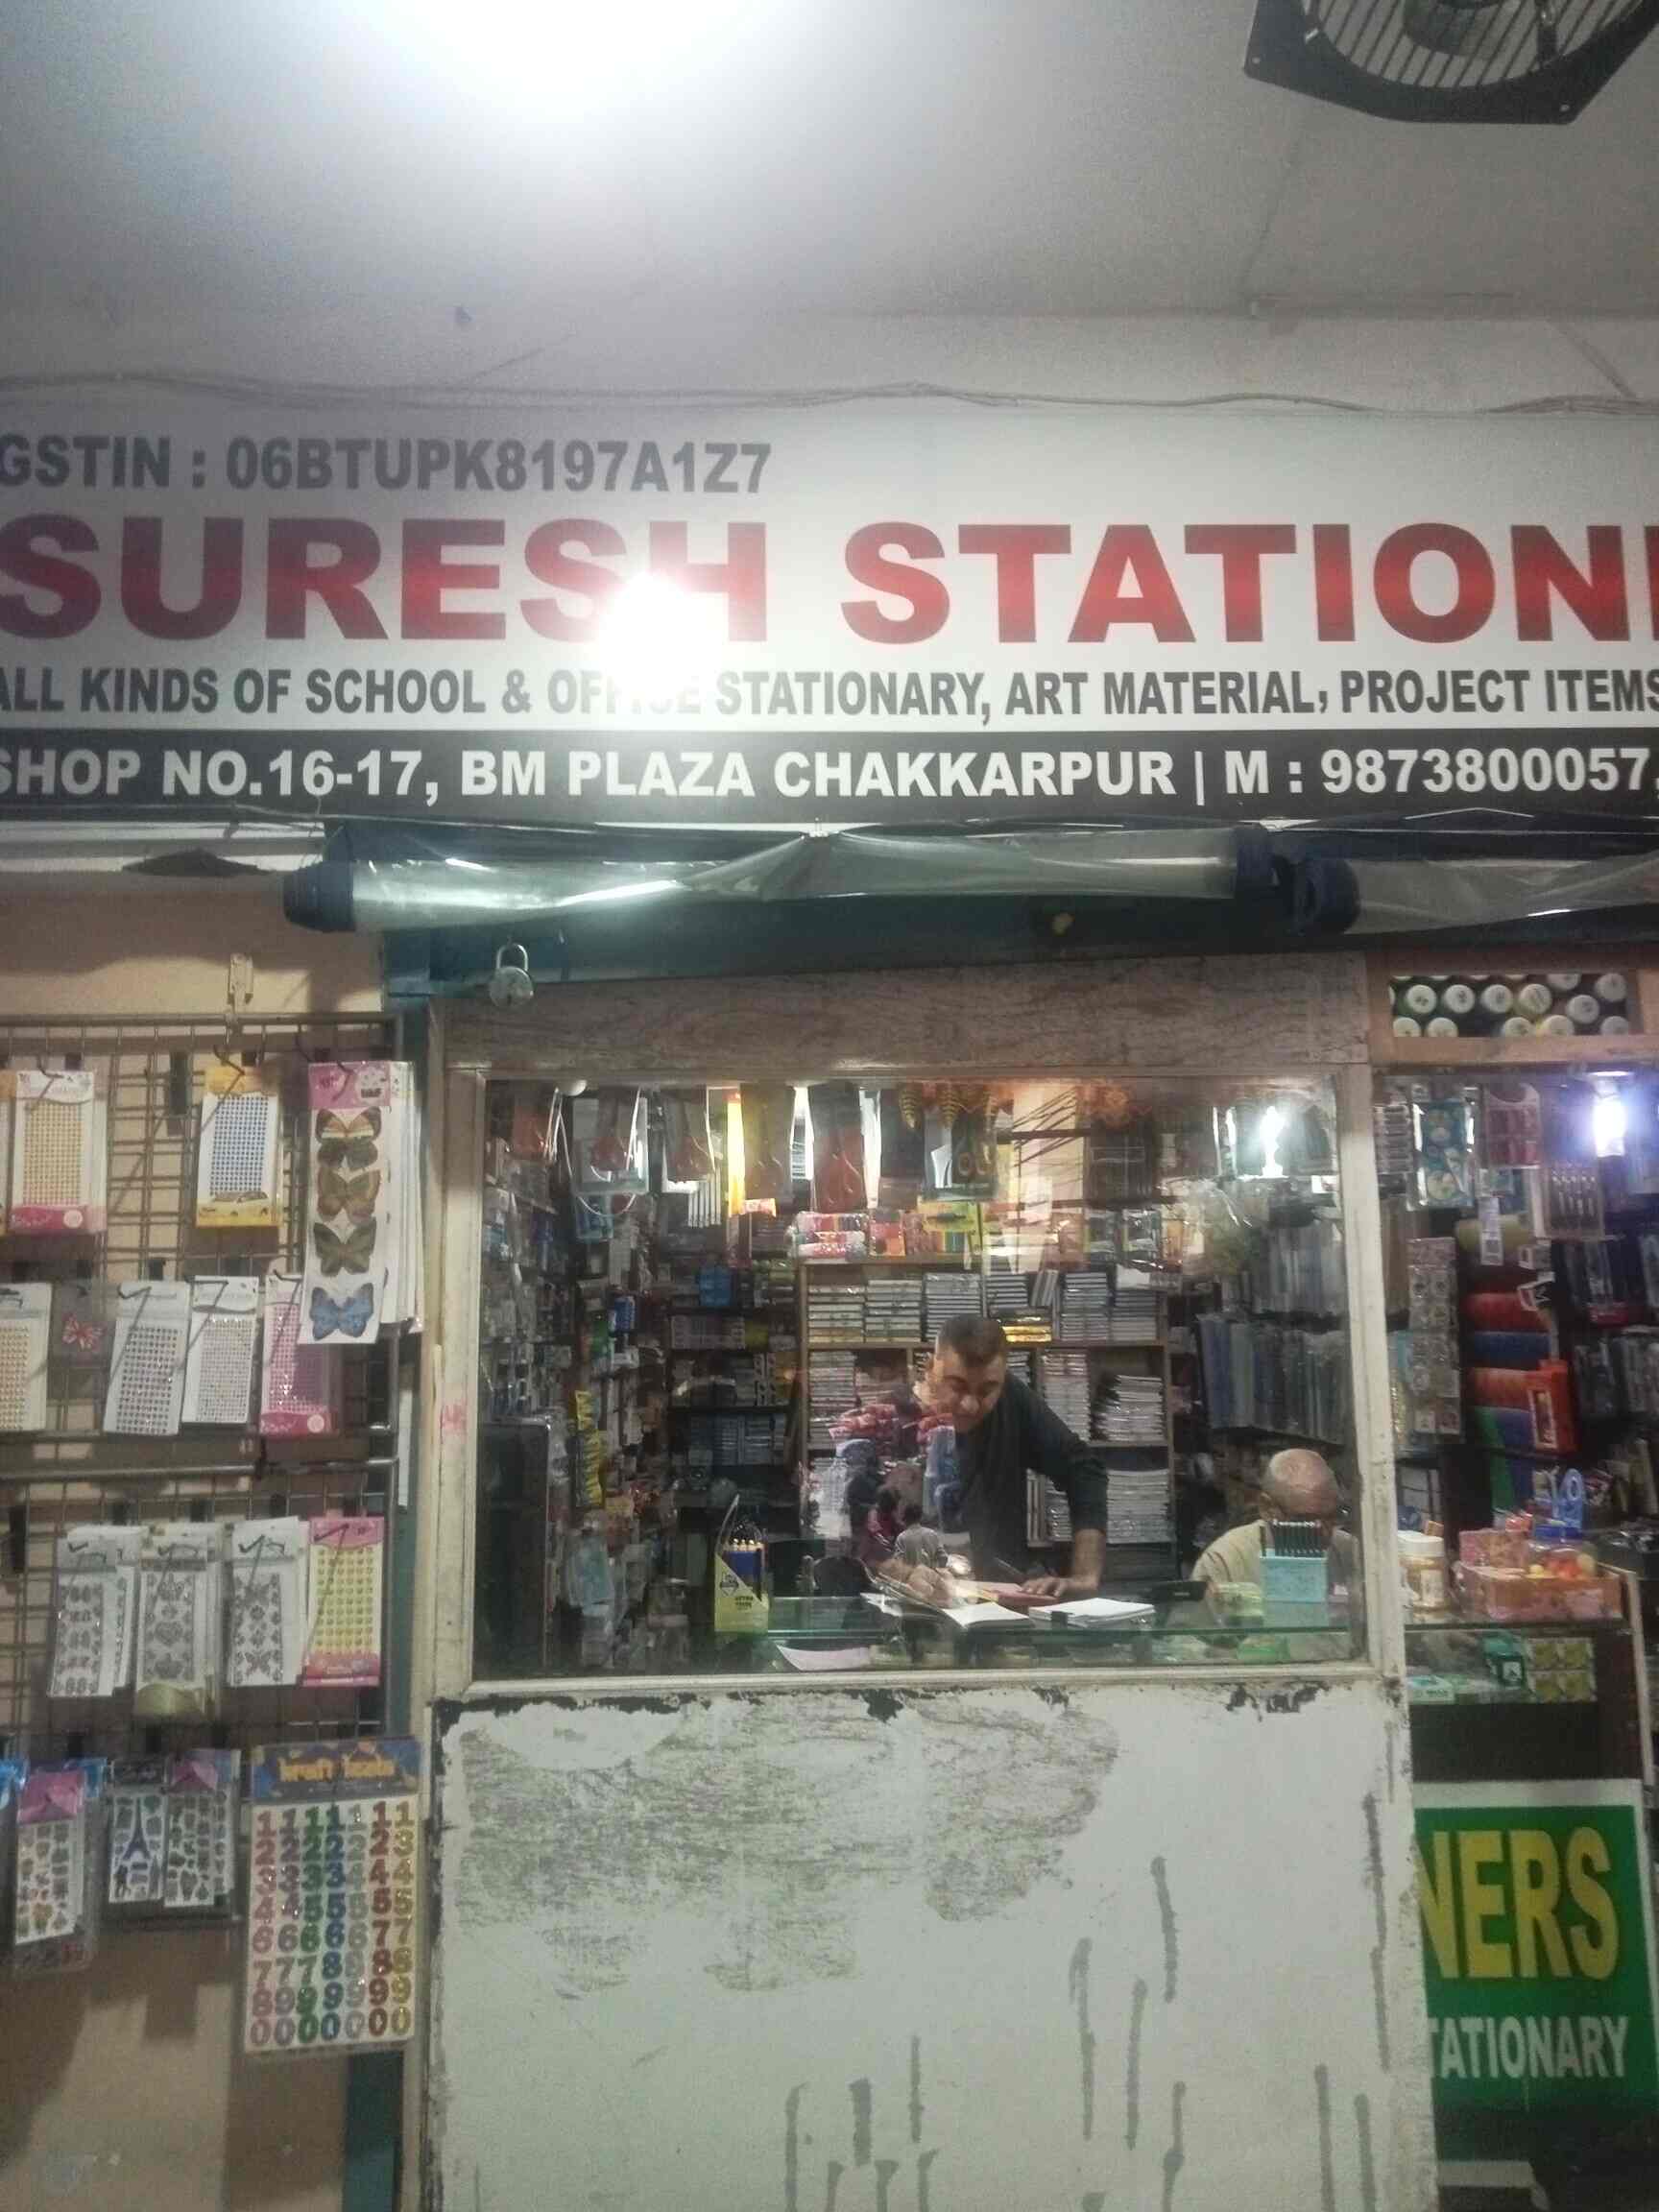 GSTIN : 06BTUPK8197A1Z7
SURESH STATION
ALL KINDS OF SCHOOL & OFFICE STATIONARY, ART MATERIAL, PROJECT ITEMS
SHOP NO.16-17, BM PLAZA CHAKKARPUR | M : 9873800057,
NERS
TATIONARY